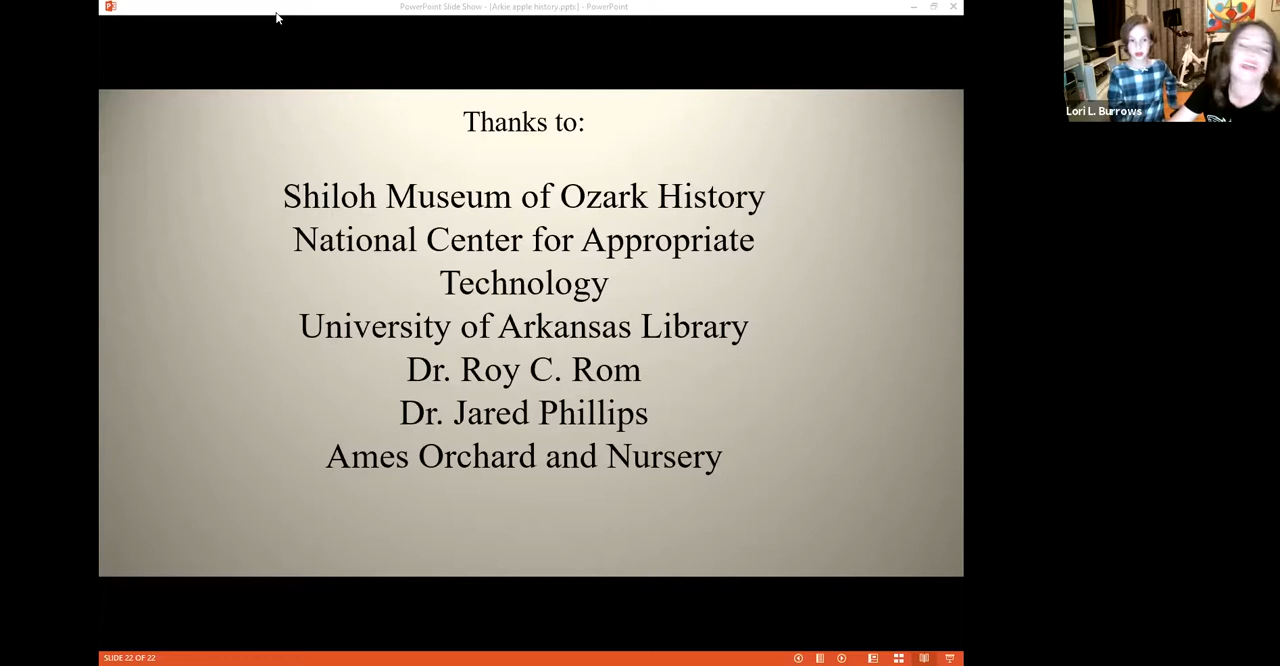 PowerPoint Slide Show - [Arkie apple history.pptx] - PowerPoint
Thanks to:
Shiloh Museum of Ozark History
National Center for Appropriate
Technology
University of Arkansas Library
Dr. Roy C. Rom
Dr. Jared Phillips
Ames Orchard and Nursery
Lori L. Burrows
SLIDE 22 OF 22